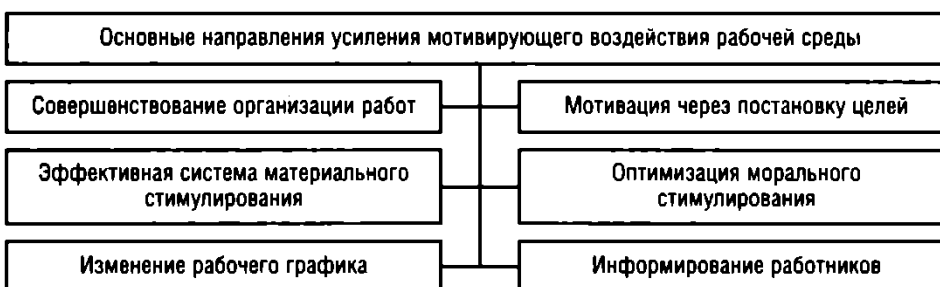 Основные направления усиления мотивирующего воздействия рабочей среды
Совершенствование организации работ
Мотивация через постановку целей
Эффективная система материального
стимулирования
Оптимизация морального
стимулирования
Изменение рабочего графика
Информирование работников